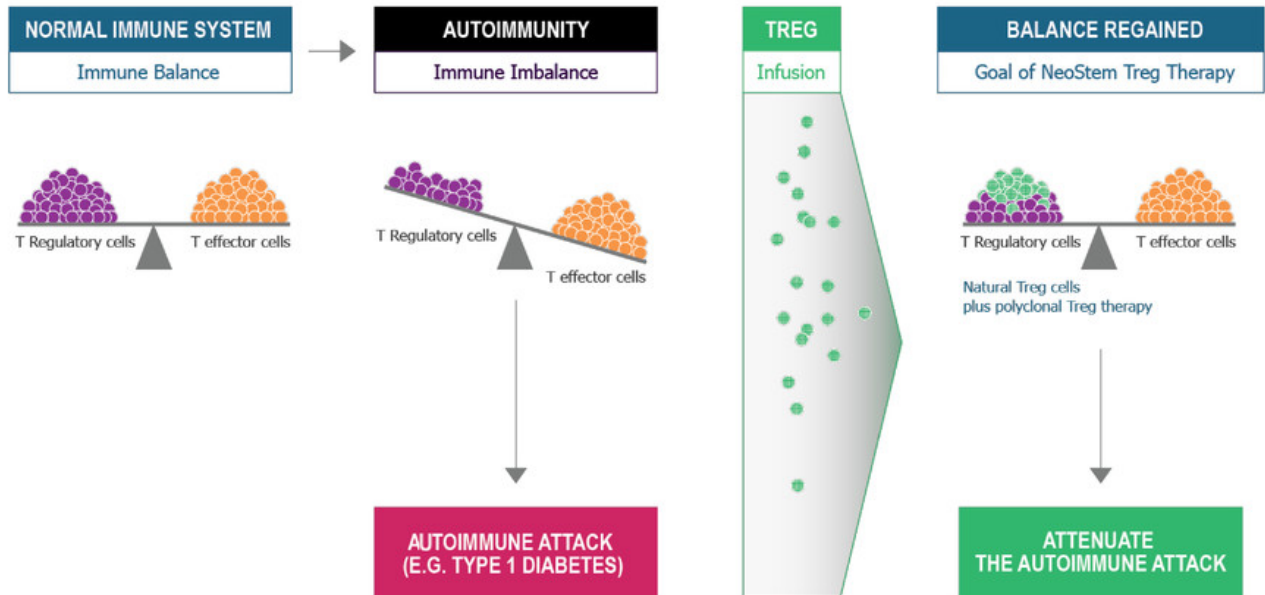 NORMAL IMMUNE SYSTEM
Immune Balance
T Regulatory cells
T effector cells
AUTOIMMUNITY
Immune Imbalance
T Regulatory cells
T effector cells
AUTOIMMUNE ATTACK
(E.G. TYPE 1 DIABETES)
TREG
Infusion
BALANCE REGAINED
Goal of NeoStem Treg Therapy
T Regulatory cells
T effector cells
Natural Treg cells
plus polyclonal Treg therapy
ATTENUATE
THE AUTOIMMUNE ATTACK